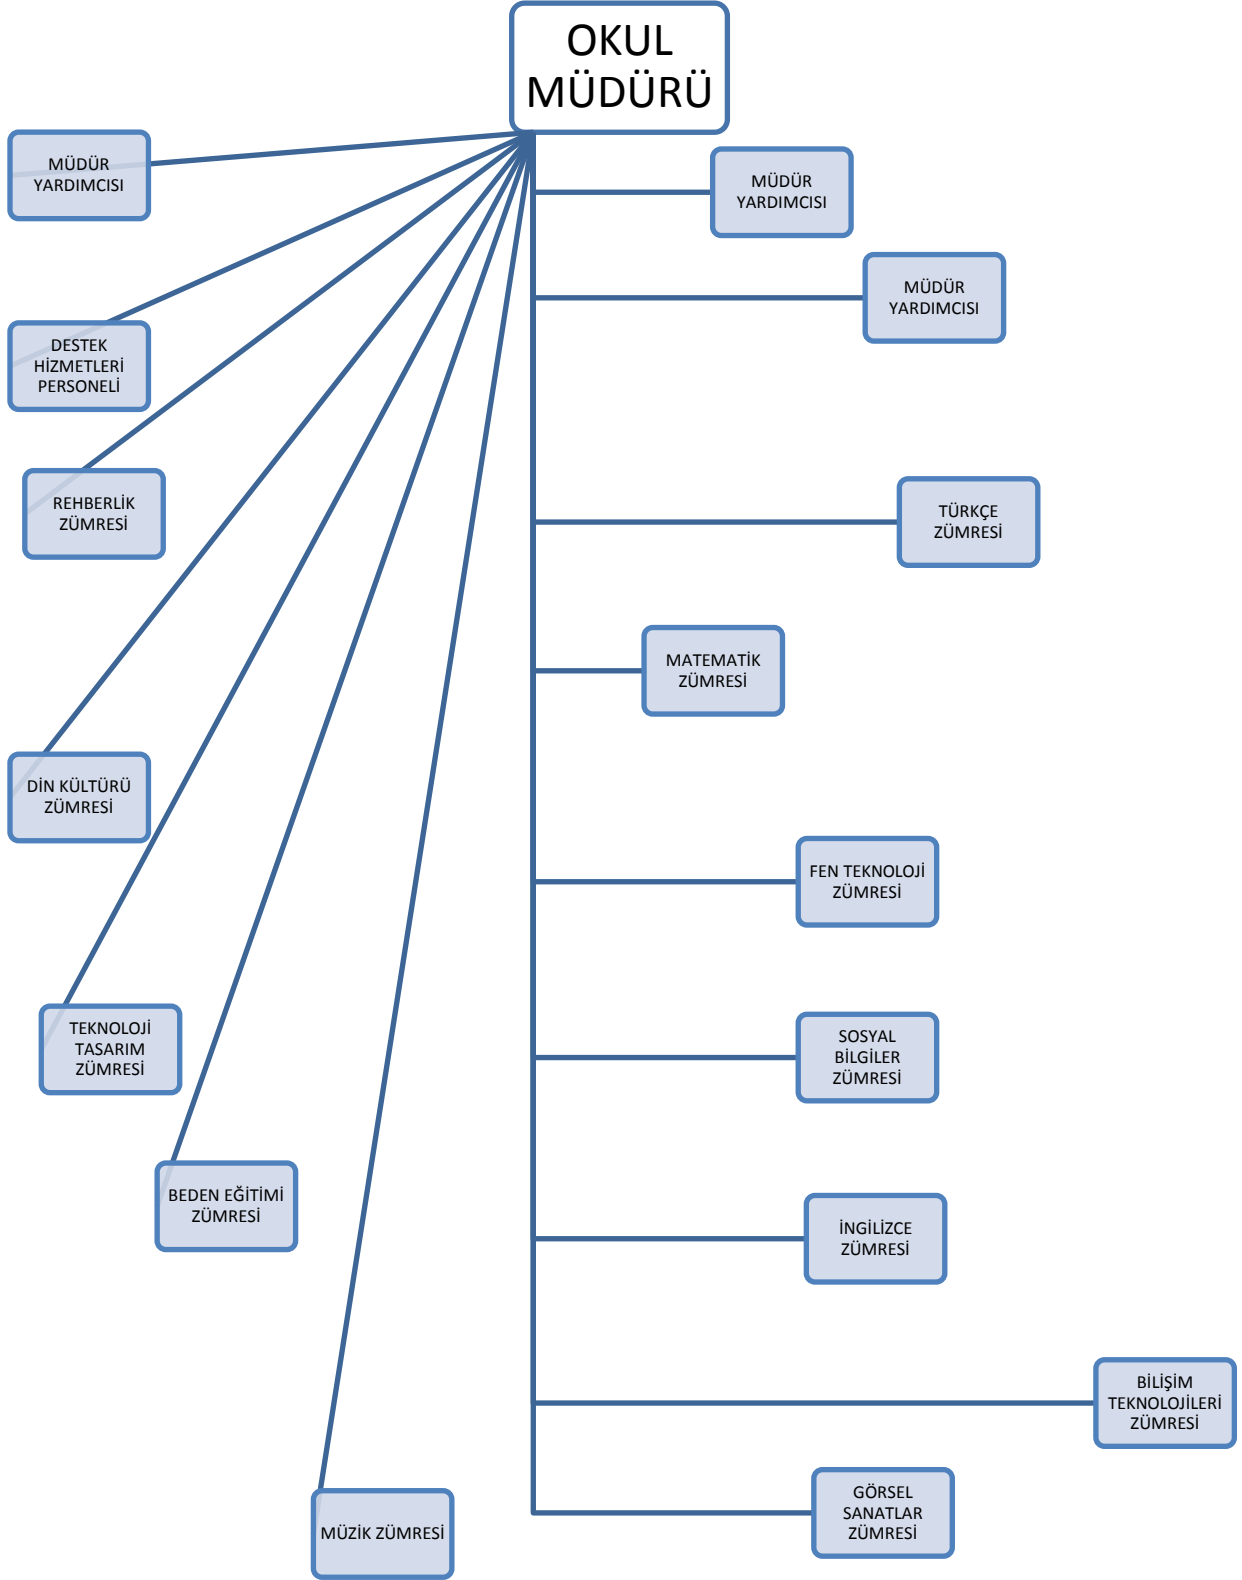 OKUL
MÜDÜRÜ
MÜDÜR
YARDIMCISI
MÜDÜR
YARDIMCISI
MÜDÜR
YARDIMCISI
DESTEK
HİZMETLERİ
PERSONELİ
REHBERLİK
ZÜMRESİ
TÜRKÇE
ZÜMRESİ
MATEMATİK
ZÜMRESİ
DİN KÜLTÜRÜ
ZÜMRESİ
FEN TEKNOLOJİ
ZÜMRESİ
TEKNOLOJİ
TASARIM
ZÜMRESİ
SOSYAL
BİLGİLER
ZÜMRESİ
BEDEN EĞİTİMİ
ZÜMRESİ
İNGİLİZCE
ZÜMRESİ
BİLİŞİM
TEKNOLOJİLERİ
ZÜMRESİ
GÖRSEL
SANATLAR
ZÜMRESİ
MÜZİK ZÜMRESİ